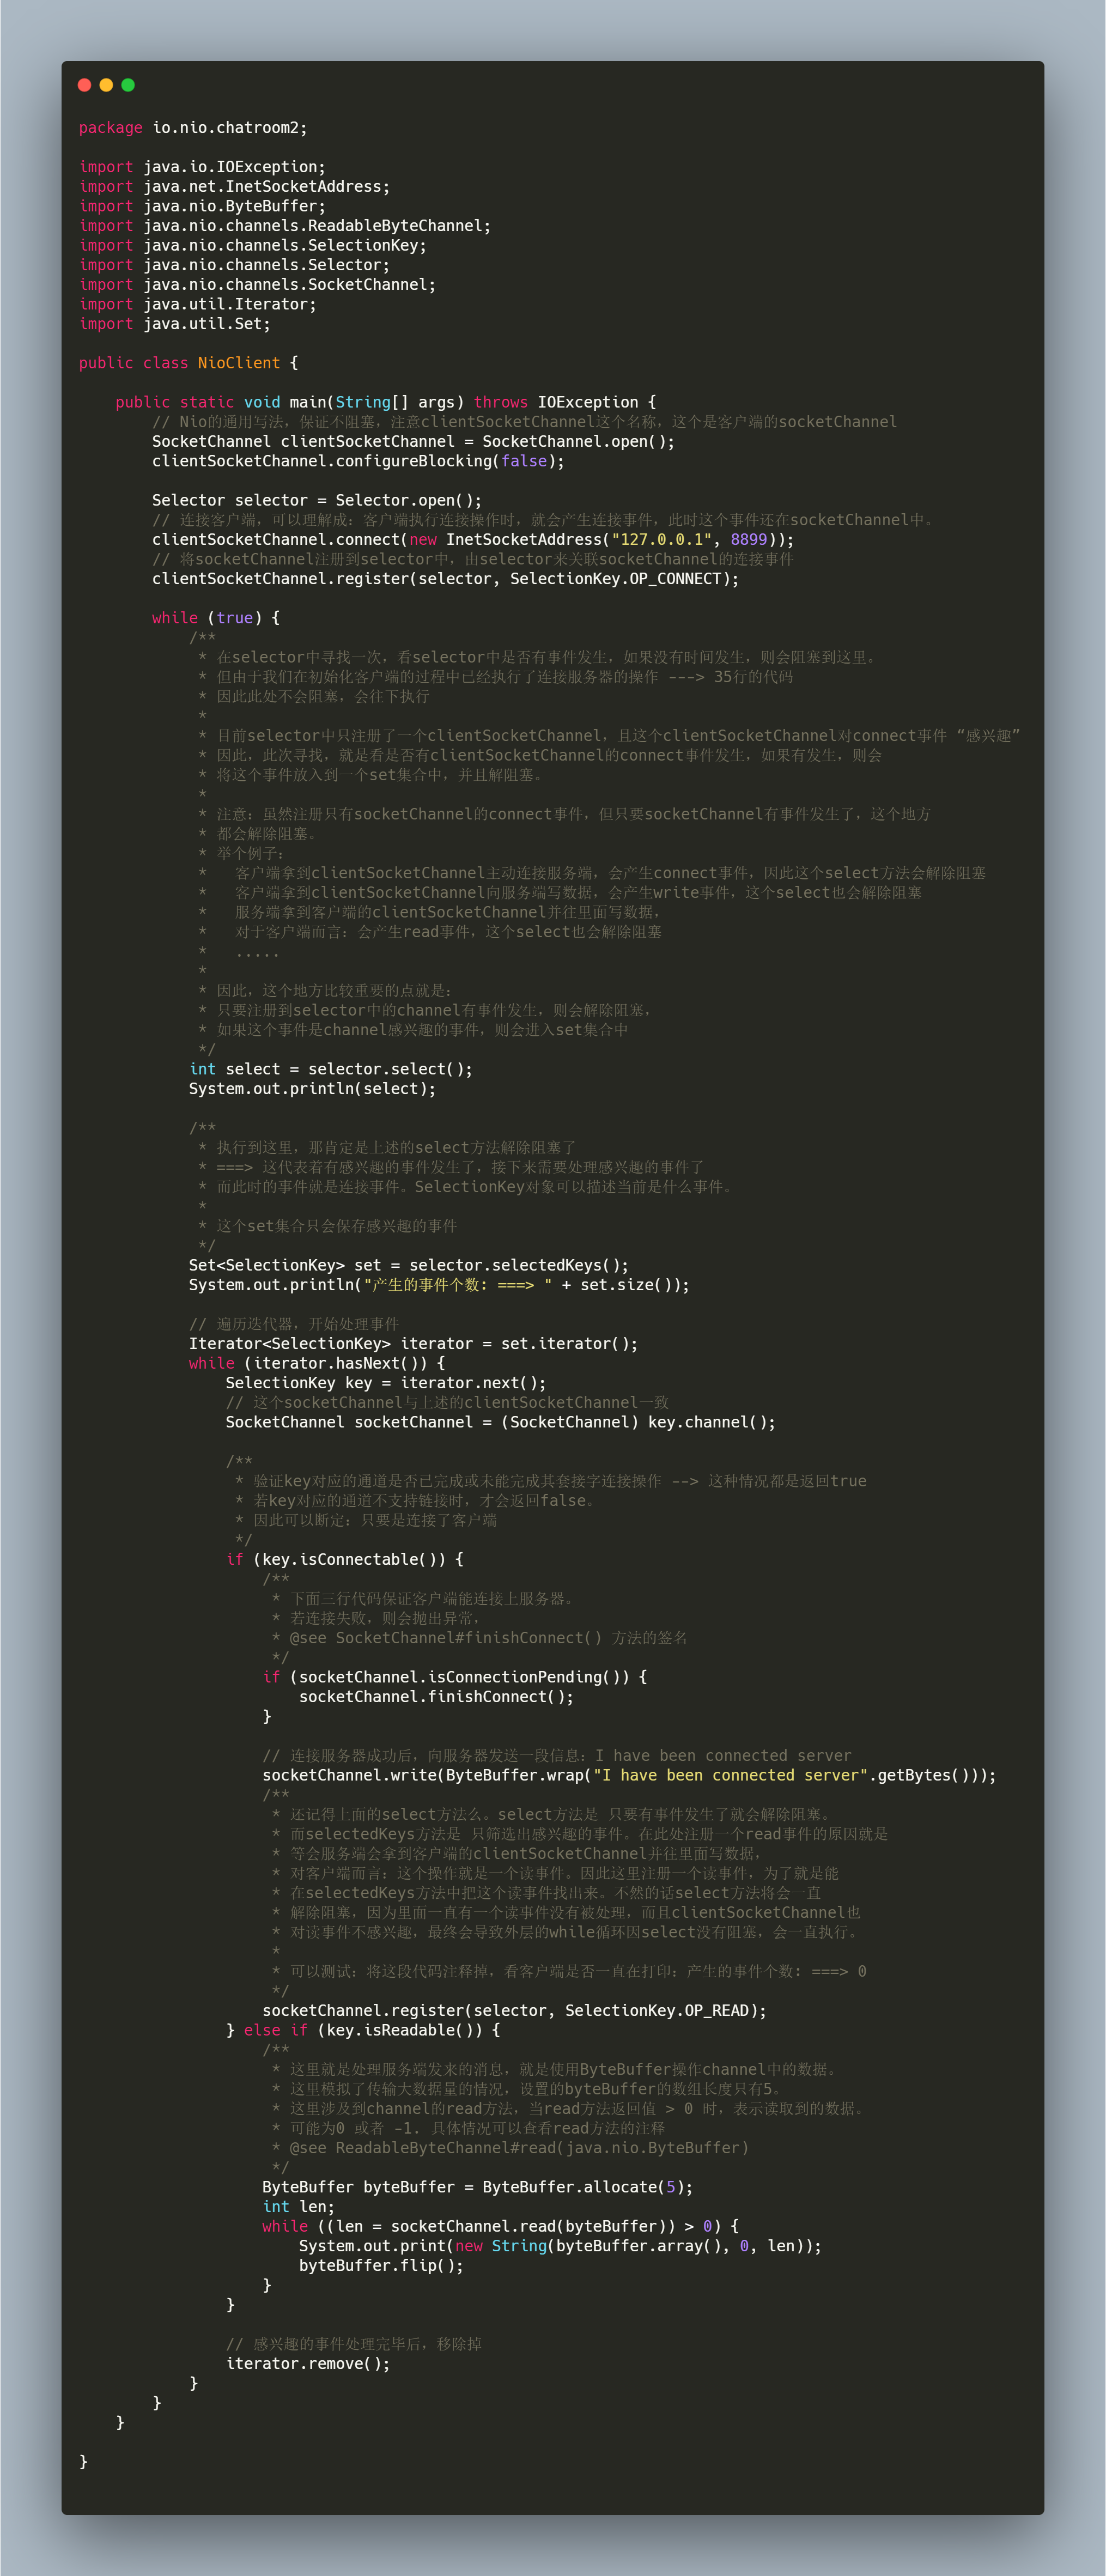 package io.nio.chatroom2;
import java.io.IOException;
import java.net.InetSocketAddress;
import java.nio.ByteBuffer;
import java.nio.channels.ReadableByteChannel;
import java.nio.channels.SelectionKey;
import java.nio.channels.Selector;
import java.nio.channels.SocketChannel;
import java.util.Iterator;
import java.util.Set;
public class NioClient {
    public static void main(String[] args) throws IOException {
        // Nio的通用写法，保证不阻塞，注意clientSocketChannel这个名称，这个是客户端的socketChannel
        SocketChannel clientSocketChannel = SocketChannel.open();
        clientSocketChannel.configureBlocking(false);
        Selector selector = Selector.open();
        // 连接客户端，可以理解成：客户端执行连接操作时，就会产生连接事件，此时这个事件还在socketChannel中。
        clientSocketChannel.connect(new InetSocketAddress("127.0.0.1", 8899));
        // 将socketChannel注册到selector中，由selector来关联socketChannel的连接事件
        clientSocketChannel.register(selector, SelectionKey.OP_CONNECT);
        while (true) {
            /**
             * 在selector中寻找一次，看selector中是否有事件发生，如果没有时间发生，则会阻塞到这里。
             * 但由于我们在初始化客户端的过程中已经执行了连接服务器的操作 ---> 35行的代码
             * 因此此处不会阻塞，会往下执行
             *
             * 目前selector中只注册了一个clientSocketChannel，且这个clientSocketChannel对connect事件 “感兴趣”
             * 因此，此次寻找，就是看是否有clientSocketChannel的connect事件发生，如果有发生，则会
             * 将这个事件放入到一个set集合中，并且解阻塞。
             *
             * 注意：虽然注册只有socketChannel的connect事件，但只要socketChannel有事件发生了，这个地方
             * 都会解除阻塞。
             * 举个例子：
             *   客户端拿到clientSocketChannel主动连接服务端，会产生connect事件，因此这个select方法会解除阻塞
             *   客户端拿到clientSocketChannel向服务端写数据，会产生write事件，这个select也会解除阻塞
             *   服务端拿到客户端的clientSocketChannel并往里面写数据，
             *   对于客户端而言：会产生read事件，这个select也会解除阻塞
             *   .....
             *
             * 因此，这个地方比较重要的点就是：
             * 只要注册到selector中的channel有事件发生，则会解除阻塞，
             * 如果这个事件是channel感兴趣的事件，则会进入set集合中
             */
            int select = selector.select();
            System.out.println(select);
            /**
             * 执行到这里，那肯定是上述的select方法解除阻塞了
             * ===> 这代表着有感兴趣的事件发生了，接下来需要处理感兴趣的事件了
             * 而此时的事件就是连接事件。SelectionKey对象可以描述当前是什么事件。
             *
             * 这个set集合只会保存感兴趣的事件
             */
            Set<SelectionKey> set = selector.selectedKeys();
            System.out.println("产生的事件个数: ===> " + set.size());
            // 遍历迭代器，开始处理事件
            Iterator<SelectionKey> iterator = set.iterator();
            while (iterator.hasNext()) {
                SelectionKey key = iterator.next();
                // 这个socketChannel与上述的clientSocketChannel一致
                SocketChannel socketChannel = (SocketChannel) key.channel();
                /**
                 * 验证key对应的通道是否已完成或未能完成其套接字连接操作 --> 这种情况都是返回true
                 * 若key对应的通道不支持链接时，才会返回false。
                 * 因此可以断定：只要是连接了客户端
                 */
                if (key.isConnectable()) {
                    /**
                     * 下面三行代码保证客户端能连接上服务器。
                     * 若连接失败，则会抛出异常，
                     * @see SocketChannel#finishConnect() 方法的签名
                     */
                    if (socketChannel.isConnectionPending()) {
                        socketChannel.finishConnect();
                    }
                    // 连接服务器成功后，向服务器发送一段信息：I have been connected server
                    socketChannel.write(ByteBuffer.wrap("I have been connected server".getBytes()));
                    /**
                     * 还记得上面的select方法么。select方法是 只要有事件发生了就会解除阻塞。
                     * 而selectedKeys方法是 只筛选出感兴趣的事件。在此处注册一个read事件的原因就是
                     * 等会服务端会拿到客户端的clientSocketChannel并往里面写数据，
                     * 对客户端而言：这个操作就是一个读事件。因此这里注册一个读事件，为了就是能
                     * 在selectedKeys方法中把这个读事件找出来。不然的话select方法将会一直
                     * 解除阻塞，因为里面一直有一个读事件没有被处理，而且clientSocketChannel也
                     * 对读事件不感兴趣，最终会导致外层的while循环因select没有阻塞，会一直执行。
                     *
                     * 可以测试：将这段代码注释掉，看客户端是否一直在打印：产生的事件个数: ===> 0
                     */
                    socketChannel.register(selector, SelectionKey.OP_READ);
                } else if (key.isReadable()) {
                    /**
                     * 这里就是处理服务端发来的消息，就是使用ByteBuffer操作channel中的数据。
                     * 这里模拟了传输大数据量的情况，设置的byteBuffer的数组长度只有5。
                     * 这里涉及到channel的read方法，当read方法返回值 > 0 时，表示读取到的数据。
                     * 可能为0 或者 -1. 具体情况可以查看read方法的注释
                     * @see ReadableByteChannel#read(java.nio.ByteBuffer)
                     */
                    ByteBuffer byteBuffer = ByteBuffer.allocate(5);
                    int len;
                    while ((len = socketChannel.read(byteBuffer)) > 0) {
                        System.out.print(new String(byteBuffer.array(), 0, len));
                        byteBuffer.flip();
                    }
                }
                // 感兴趣的事件处理完毕后，移除掉
                iterator.remove();
            }
        }
    }
}